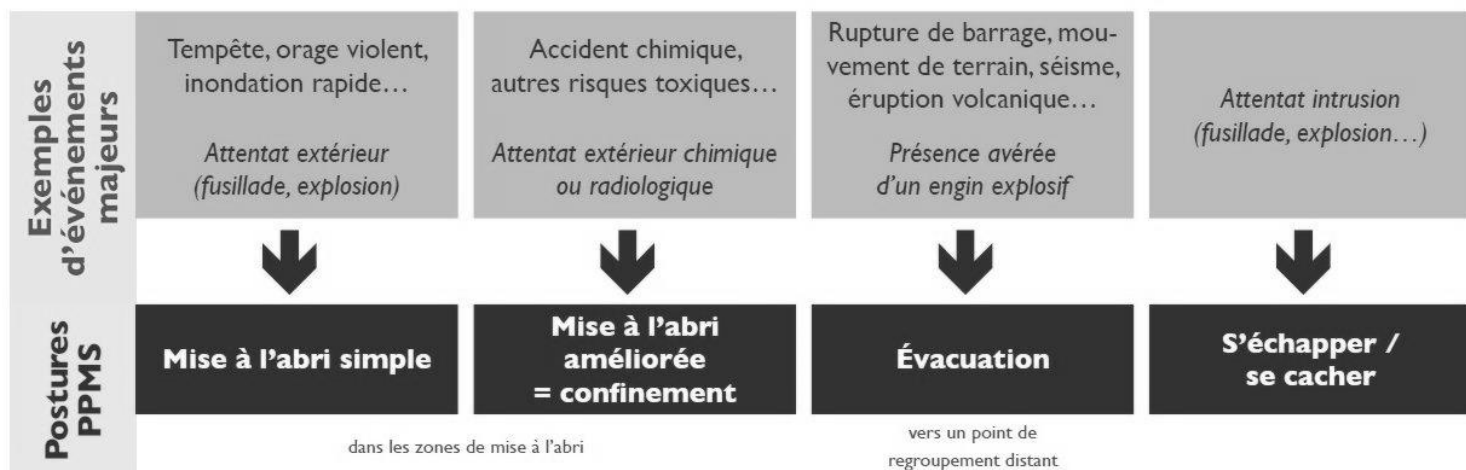 Exemples
d'événements
majeurs
Tempête, orage violent,
inondation rapide…
Attentat extérieur
(fusillade, explosion)
Accident chimique,
autres risques toxiques…
Attentat extérieur chimique
ou radiologique
Rupture de barrage, mou-
vement de terrain, séisme,
éruption volcanique…
Présence avérée
d'un engin explosif
Attentat intrusion
(fusillade, explosion…)
Postures
PPMS
Mise à l'abri simple
Mise à l'abri
améliorée
= confinement
Évacuation
S'échapper /
se cacher
dans les zones de mise à l'abri
vers un point de
regroupement distant